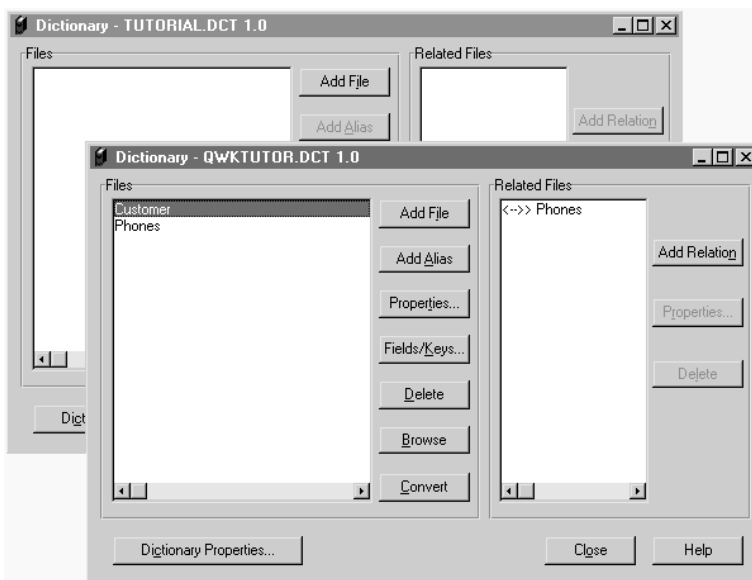 Dictionary - TUTORIAL.DCT 1.0
Files
Related Files
Add File
Add Alias
Add Relation
Dict
Dictionary - QWKTUTOR.DCT 1.0
Files
Related Files
Customer
Phones
<-->> Phones
Add File
Add Alias
Properties...
Fields/Keys...
Delete
Browse
Convert
Add Relation
Properties...
Delete
Dictionary Properties...
Close
Help